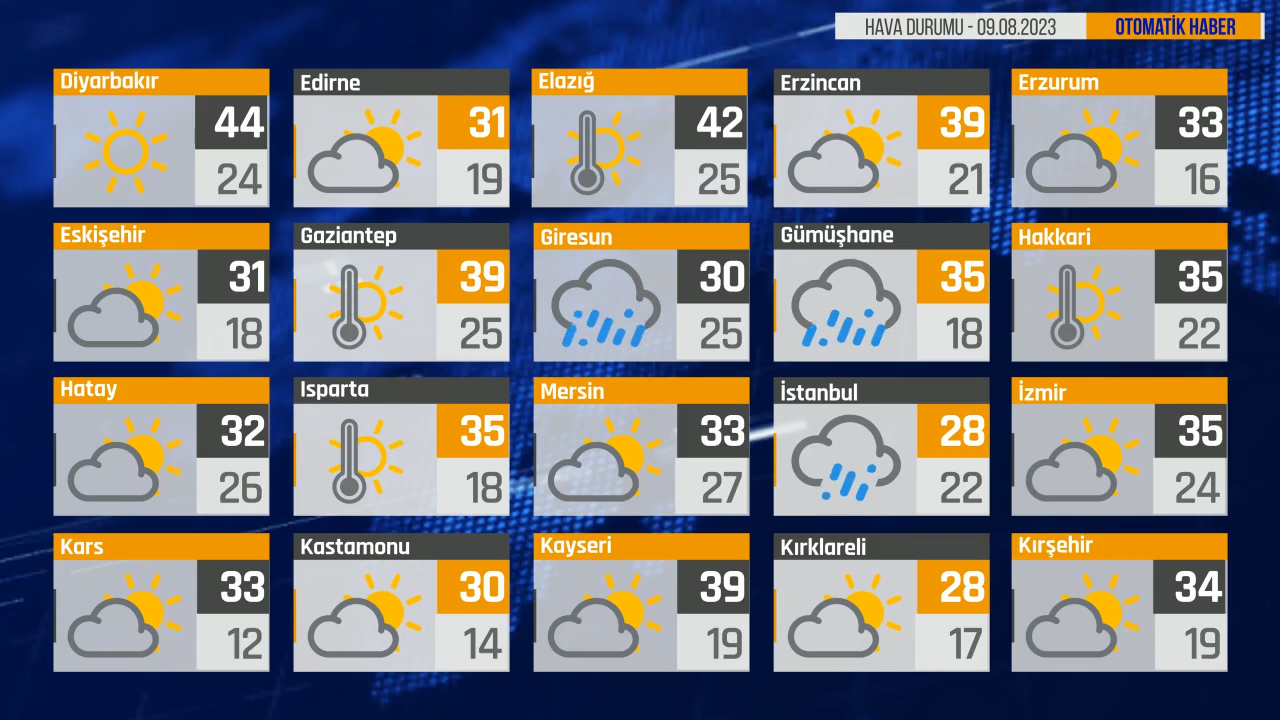 HAVA DURUMU - 09.08.2023 OTOMATİK HABER
Diyarbakır
44
24
Edirne
31
19
Elazığ
42
25
Erzincan
39
21
Erzurum
33
16
Eskişehir
31
18
Gaziantep
39
25
Giresun
30
25
Gümüşhane
35
18
Hakkari
35
22
Hatay
32
26
Isparta
35
18
Mersin
33
27
İstanbul
28
22
İzmir
35
24
Kars
33
12
Kastamonu
30
14
Kayseri
39
19
Kırklareli
28
17
Kırşehir
34
19